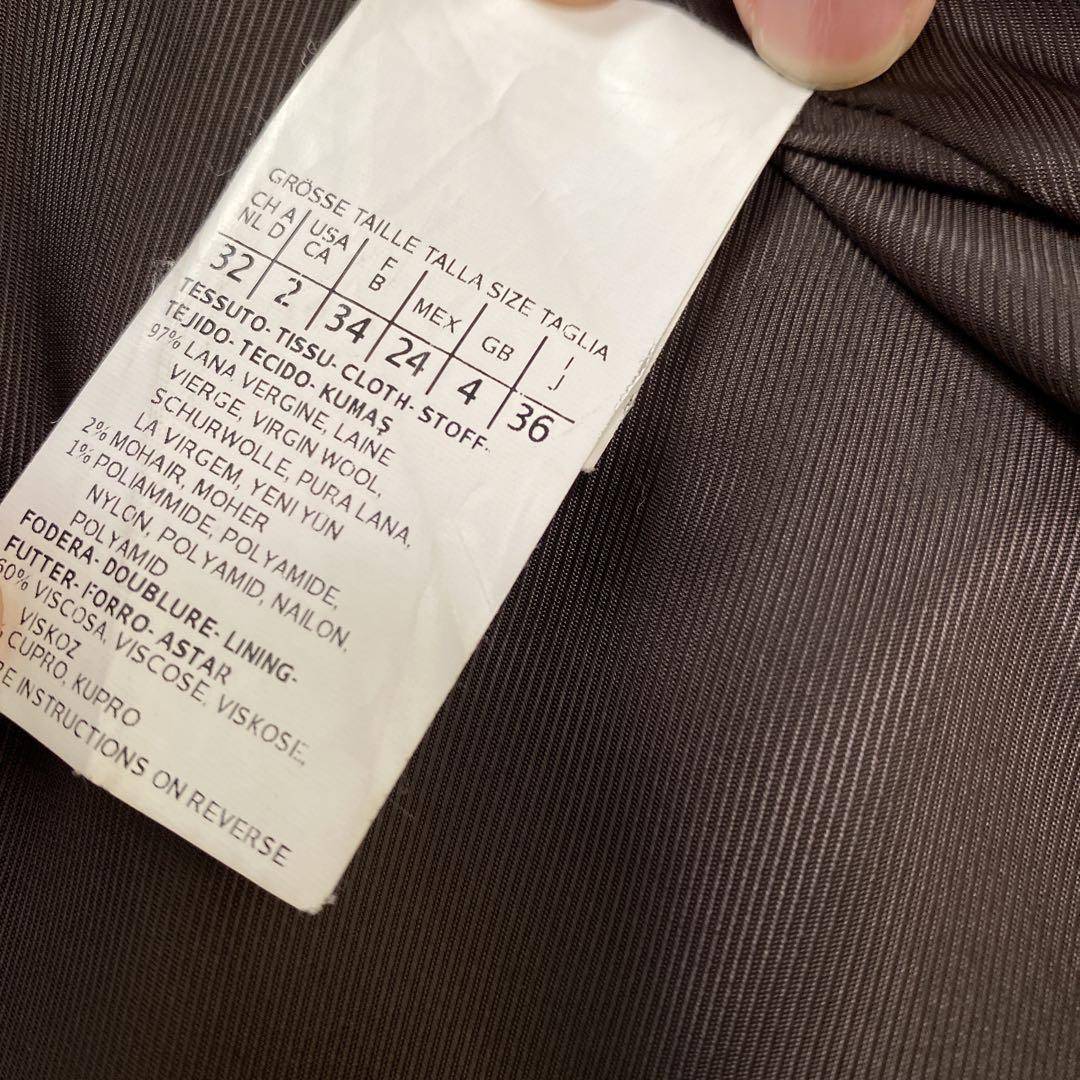 GRÖSSE TAILLE TALLA SIZE TAGLIA
CH A USA F MEX GB I
NL D CA B J
32 2 34 24 4 36
TESSUTO- TISSU- CLOTH- STOFF-
TEJIDO- TECIDO- KUMAŞ
97% LANA VERGINE, LAINE
VIERGE, VIRGIN WOOL,
SCHURWOLLE, PURA LANA,
LA VIRGEM, YENI YÜN
2% MOHAIR, MOHER
1% POLIAMMIDE, POLYAMIDE,
NYLON, POLYAMID, NAILON,
POLYAMID
FODERA- DOUBLURE- LINING-
FUTTER- FORRO- ASTAR
60% VISCOSA, VISCOSE, VISKOSE,
VISKOZ
CUPRO, KUPRO
INSTRUCTIONS ON REVERSE